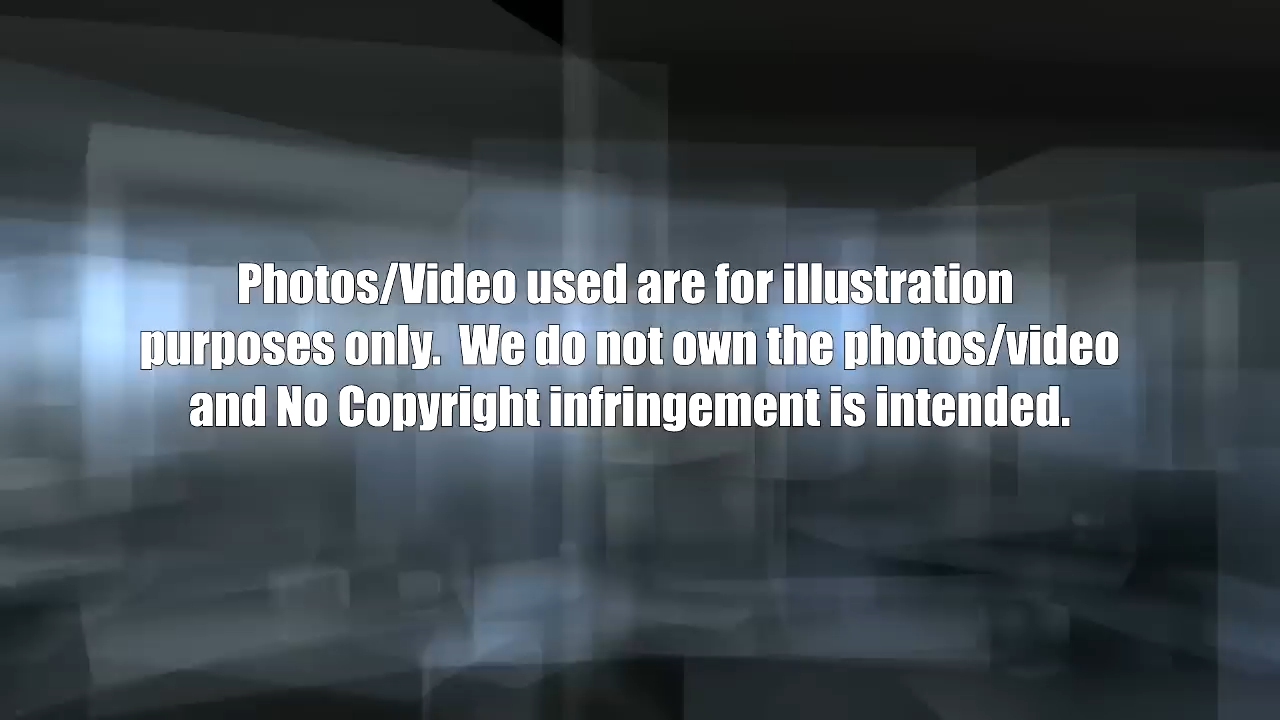 Photos/Video used are for illustration
purposes only.  We do not own the photos/video
and No Copyright infringement is intended.